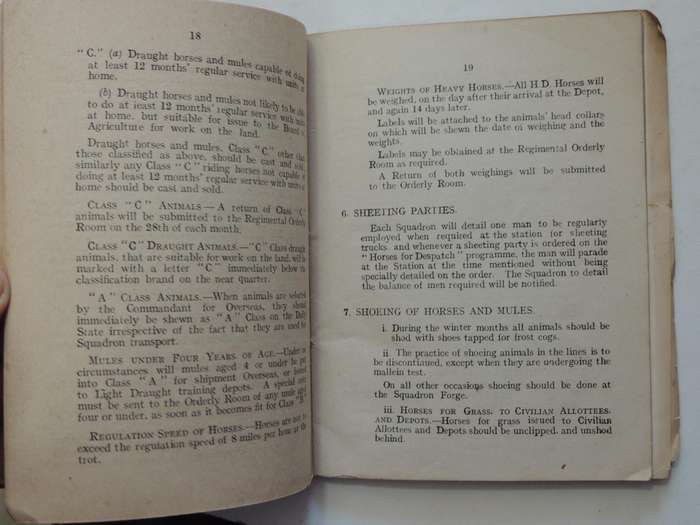 18
" C." (a) Draught horses and mules capable of doing
at least 12 months' regular service with units at
home.
(b) Draught horses and mules not likely to be able
to do at least 12 months' regular service with units
at home, but suitable for issue to the Board of
Agriculture for work on the land.
Draught horses and mules, Class "C," other than
those classified as above, should be cast and sold,
similarly any Class " C " riding horses not capable of
doing at least 12 months' regular service with units at
home should be cast and sold.
CLASS " C " ANIMALS — A return of Class "C"
animals will be submitted to the Regimental Orderly
Room on the 28th of each month.
CLASS "C" DRAUGHT ANIMALS.—"C" Class draught
animals, that are suitable for work on the land, will be
marked with a letter "C" immediately below the
classification brand on the near quarter.
"A" CLASS ANIMALS.—When animals are selected
by the Commandant for Overseas, they should
immediately be shewn as "A" Class on the Daily
State irrespective of the fact that they are used for
Squadron transport.
MULES UNDER FOUR YEARS OF AGE.—Under no
circumstances will mules aged 4 or under be put
into Class " A " for shipment Overseas, or issued
to Light Draught training depots. A special note
must be sent to the Orderly Room of any mule aged
four or under, as soon as it becomes fit for Class "B"
REGULATION SPEED OF HORSES.—Horses are not to
exceed the regulation speed of 8 miles per hour at the
trot.
19
WEIGHTS OF HEAVY HORSES.—All H.D. Horses will
be weighed, on the day after their arrival at the Depot,
and again 14 days later.
Labels will be attached to the animals' head collars
on which will be shewn the date of weighing and the
weights.
Labels may be obtained at the Regimental Orderly
Room as required.
A Return of both weighings will be submitted
to the Orderly Room.
6. SHEETING PARTIES.
Each Squadron will detail one man to be regularly
employed when required at the station for sheeting
trucks, and whenever a sheeting party is ordered on the
" Horses for Despatch " programme, the man will parade
at the Station at the time mentioned without being
specially detailed on the order. The Squadron to detail
the balance of men required will be notified.
7. SHOEING OF HORSES AND MULES.
i. During the winter months all animals should be
shod with shoes tapped for frost cogs.
ii The practice of shoeing animals in the lines is to
be discontinued, except when they are undergoing the
mallein test.
On all other occasions shoeing should be done at
the Squadron Forge.
iii. HORSES FOR GRASS, TO CIVILIAN ALLOTTEES,
AND DEPOTS.—Horses for grass issued to Civilian
Allottees and Depots should be unclipped, and unshod
behind.